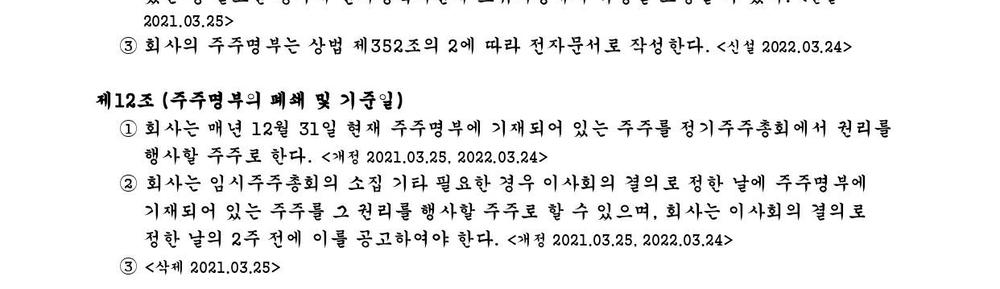 2021.03.25>
③ 회사의 주주명부는 상법 제352조의 2에 따라 전자문서로 작성한다. <신설 2022.03.24>
제12조 (주주명부의 폐쇄 및 기준일)
① 회사는 매년 12월 31일 현재 주주명부에 기재되어 있는 주주를 정기주주총회에서 권리를
행사할 주주로 한다. <개정 2021.03.25, 2022.03.24>
② 회사는 임시주주총회의 소집 기타 필요한 경우 이사회의 결의로 정한 날에 주주명부에
기재되어 있는 주주를 그 권리를 행사할 주주로 할 수 있으며, 회사는 이사회의 결의로
정한 날의 2주 전에 이를 공고하여야 한다. <개정 2021.03.25, 2022.03.24>
③ <삭제 2021.03.25>